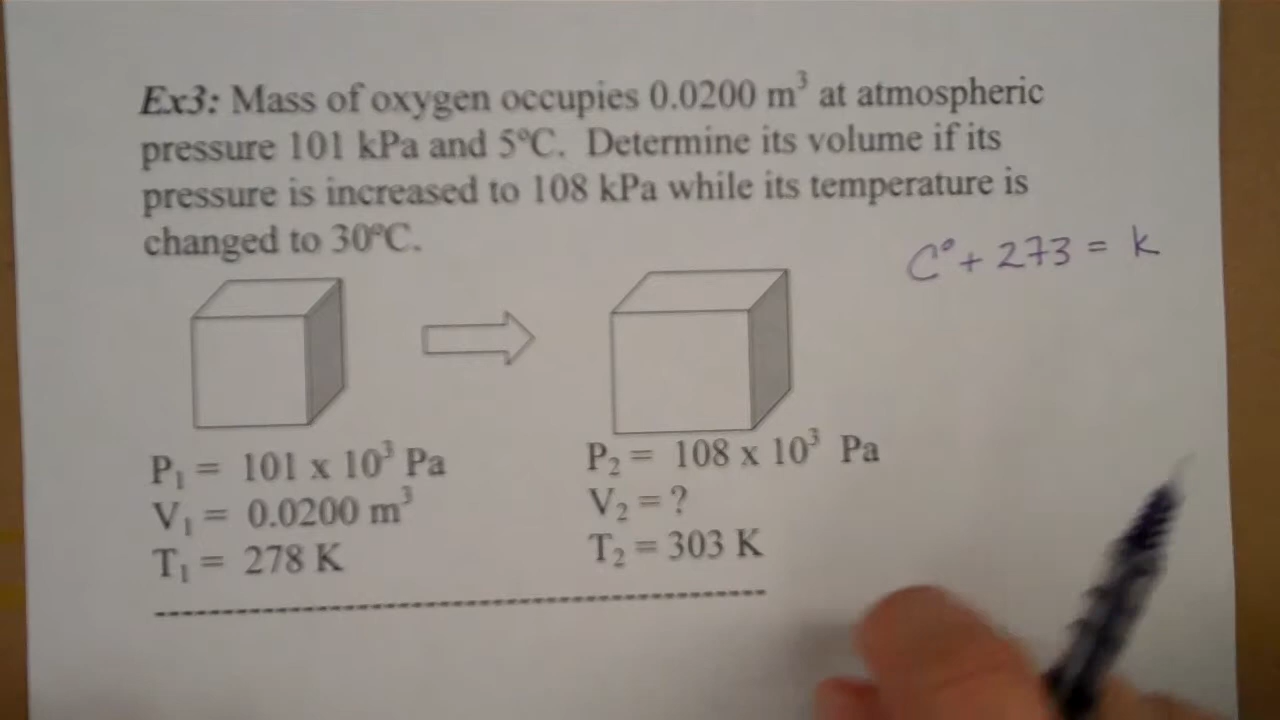 Ex3: Mass of oxygen occupies 0.0200 m³ at atmospheric
pressure 101 kPa and 5ºC. Determine its volume if its
pressure is increased to 108 kPa while its temperature is
changed to 30ºC.
C° + 273 = k
P₁ = 101 x 10³ Pa
V₁ = 0.0200 m³
T₁ = 278 K
P₂ = 108 x 10³ Pa
V₂ = ?
T₂ = 303 K